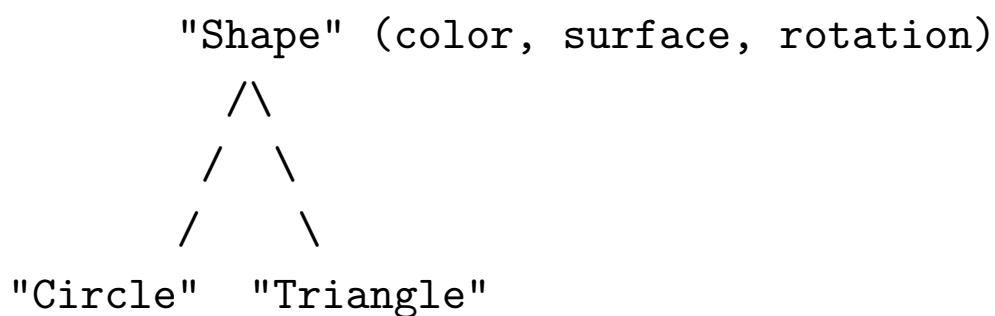 "Shape" (color, surface, rotation)
/\
/ \
/ \
"Circle" "Triangle"